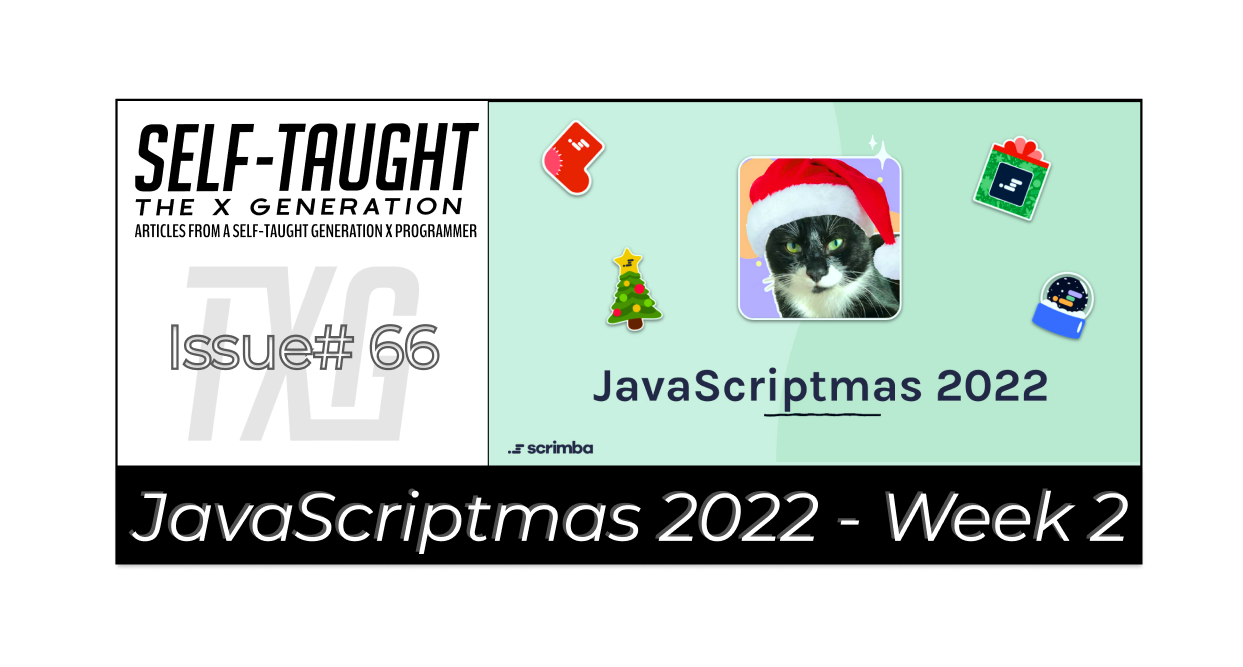 SELF-TAUGHT
THE X GENERATION
ARTICLES FROM A SELF-TAUGHT GENERATION X PROGRAMMER
TXG
Issue# 66
JavaScriptmas 2022
scrimba
JavaScriptmas 2022 - Week 2